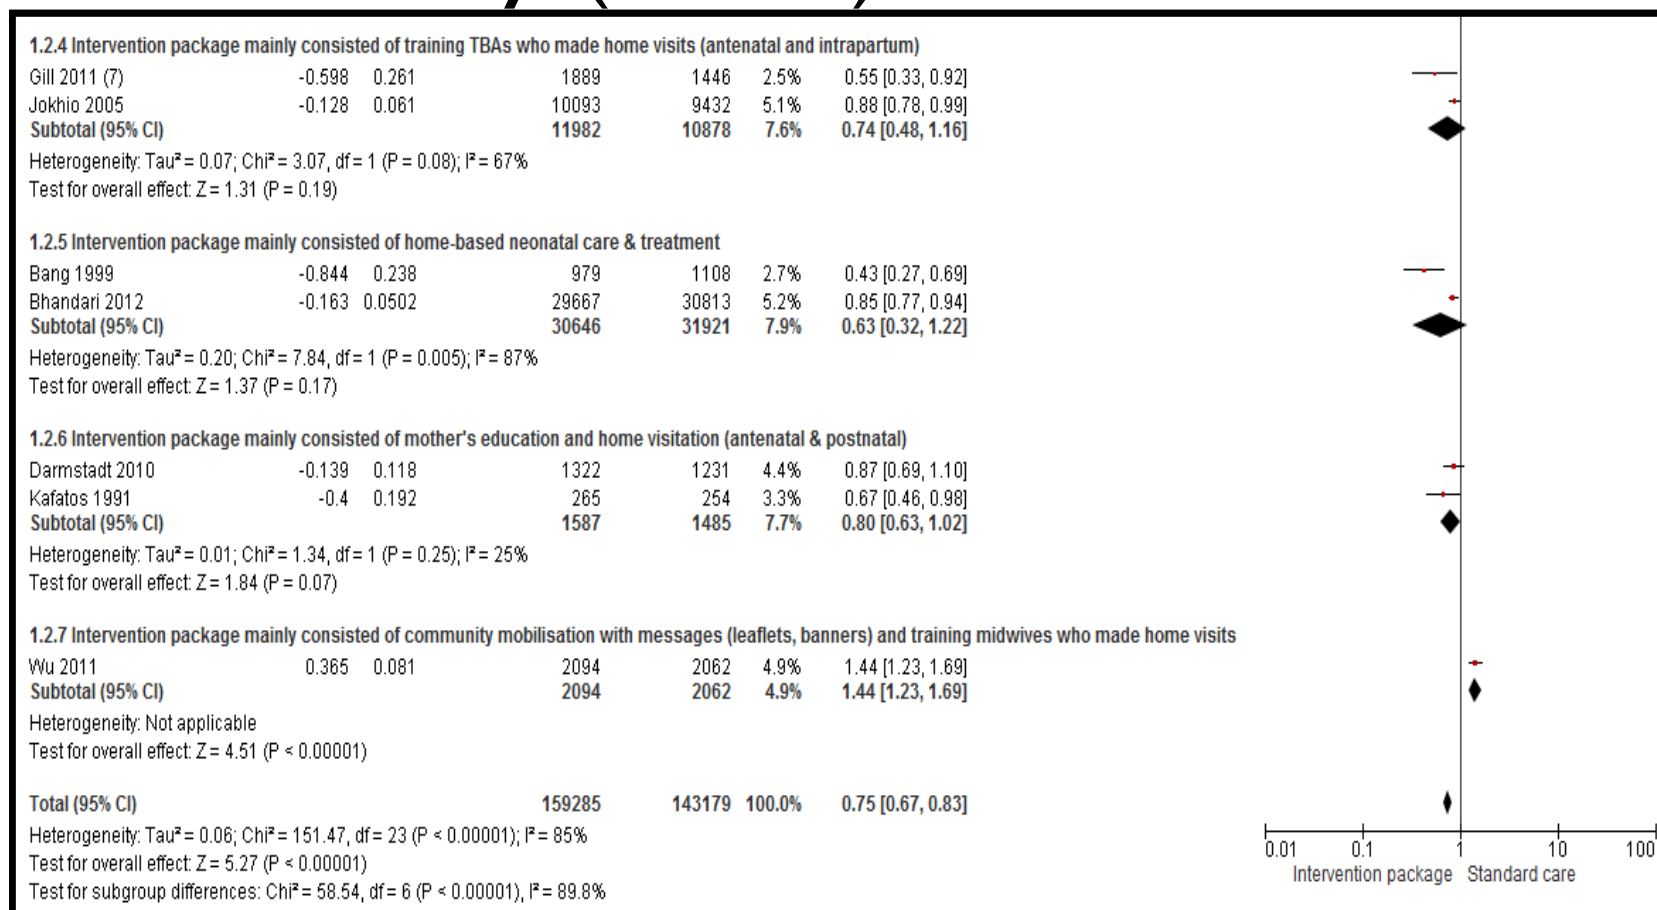 1.2.4 Intervention package mainly consisted of training TBAs who made home visits (antenatal and intrapartum)
Gill 2011 (7) -0.598 0.261 1889 1446 2.5% 0.55 [0.33, 0.92]
Jokhio 2005 -0.128 0.061 10093 9432 5.1% 0.88 [0.78, 0.99]
Subtotal (95% CI) 11982 10878 7.6% 0.74 [0.48, 1.16]
Heterogeneity: Tau² = 0.07; Chi² = 3.07, df = 1 (P = 0.08); I² = 67%
Test for overall effect: Z = 1.31 (P = 0.19)
1.2.5 Intervention package mainly consisted of home-based neonatal care & treatment
Bang 1999 -0.844 0.238 979 1108 2.7% 0.43 [0.27, 0.69]
Bhandari 2012 -0.163 0.0502 29667 30813 5.2% 0.85 [0.77, 0.94]
Subtotal (95% CI) 30646 31921 7.9% 0.63 [0.32, 1.22]
Heterogeneity: Tau² = 0.20; Chi² = 7.84, df = 1 (P = 0.005); I² = 87%
Test for overall effect: Z = 1.37 (P = 0.17)
1.2.6 Intervention package mainly consisted of mother's education and home visitation (antenatal & postnatal)
Darmstadt 2010 -0.139 0.118 1322 1231 4.4% 0.87 [0.69, 1.10]
Kafatos 1991 -0.4 0.192 265 254 3.3% 0.67 [0.46, 0.98]
Subtotal (95% CI) 1587 1485 7.7% 0.80 [0.63, 1.02]
Heterogeneity: Tau² = 0.01; Chi² = 1.34, df = 1 (P = 0.25); I² = 25%
Test for overall effect: Z = 1.84 (P = 0.07)
1.2.7 Intervention package mainly consisted of community mobilisation with messages (leaflets, banners) and training midwives who made home visits
Wu 2011 0.365 0.081 2094 2062 4.9% 1.44 [1.23, 1.69]
Subtotal (95% CI) 2094 2062 4.9% 1.44 [1.23, 1.69]
Heterogeneity: Not applicable
Test for overall effect: Z = 4.51 (P < 0.00001)
Total (95% CI) 159285 143179 100.0% 0.75 [0.67, 0.83]
Heterogeneity: Tau² = 0.06; Chi² = 151.47, df = 23 (P < 0.00001); I² = 85%
Test for overall effect: Z = 5.27 (P < 0.00001)
Test for subgroup differences: Chi² = 58.54, df = 6 (P < 0.00001), I² = 89.8%
0.01 0.1 1 10 100
Intervention package Standard care